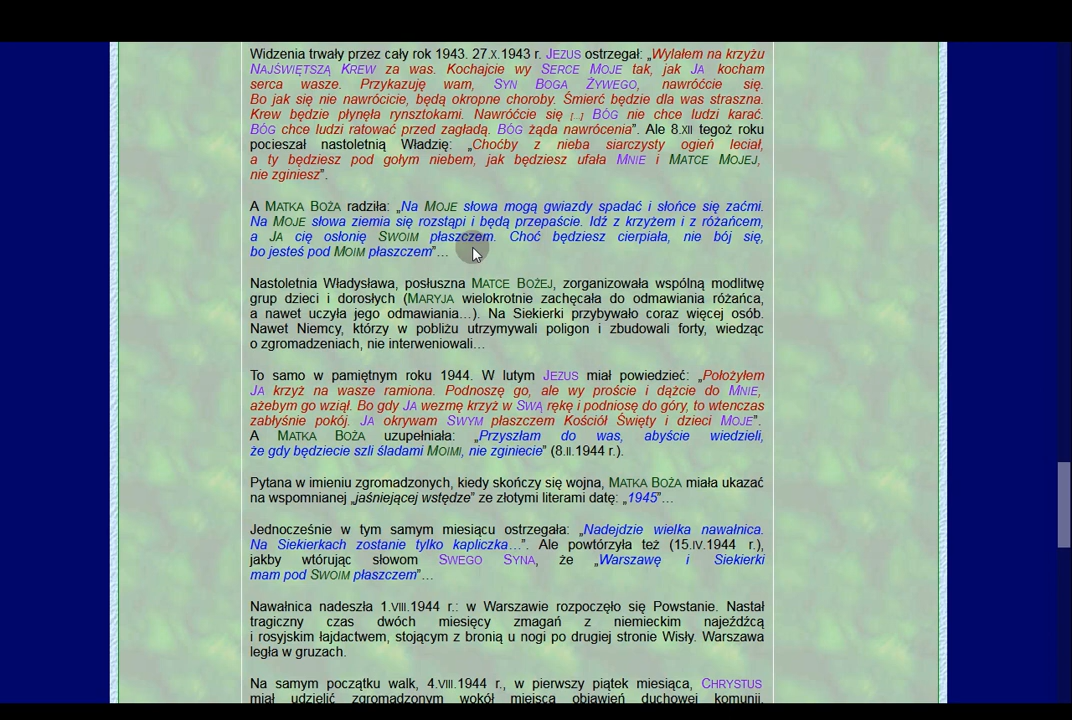 Widzenia trwały przez cały rok 1943. 27.X.1943 r. JEZUS ostrzegał: „Wylałem na krzyżu
NAJŚWIĘTSZĄ KREW za was. Kochajcie wy SERCE MOJE tak, jak JA kocham
serca wasze. Przykazuję wam, SYN BOGA ŻYWEGO, nawróćcie się.
Bo jak się nie nawrócicie, będą okropne choroby. Śmierć będzie dla was straszna.
Krew będzie płynęła rynsztokami. Nawróćcie się [...] BÓG nie chce ludzi karać.
BÓG chce ludzi ratować przed zagładą. BÓG żąda nawrócenia”. Ale 8.XII tegoż roku
pocieszał nastoletnią Władzię: „Choćby z nieba siarczysty ogień leciał,
a ty będziesz pod gołym niebem, jak będziesz ufała MNIE i MATCE MOJEJ,
nie zginiesz”.
A MATKA BOŻA radziła: „Na MOJE słowa mogą gwiazdy spadać i słońce się zaćmi.
Na MOJE słowa ziemia się rozstąpi i będą przepaście. Idź z krzyżem i z różańcem,
a JA cię osłonię SWOIM płaszczem. Choć będziesz cierpiała, nie bój się,
bo jesteś pod MOIM płaszczem”…
Nastoletnia Władysława, posłuszna MATCE BOŻEJ, zorganizowała wspólną modlitwę
grup dzieci i dorosłych (MARYJA wielokrotnie zachęcała do odmawiania różańca,
a nawet uczyła jego odmawiania…). Na Siekierki przybywało coraz więcej osób.
Nawet Niemcy, którzy w pobliżu utrzymywali poligon i zbudowali forty, wiedząc
o zgromadzeniach, nie interweniowali…
To samo w pamiętnym roku 1944. W lutym JEZUS miał powiedzieć: „Położyłem
JA krzyż na wasze ramiona. Podnoszę go, ale wy proście i dążcie do MNIE,
ażebym go wziął. Bo gdy JA wezmę krzyż w SWĄ rękę i podniosę do góry, to wtenczas
zabłyśnie pokój. JA okrywam SWYM płaszczem Kościół Święty i dzieci MOJE”.
A MATKA BOŻA uzupełniała: „Przyszłam do was, abyście wiedzieli,
że gdy będziecie szli śladami MOIMI, nie zginiecie” (8.II.1944 r.).
Pytana w imieniu zgromadzonych, kiedy skończy się wojna, MATKA BOŻA miała ukazać
na wspomnianej „jaśniejącej wstędze” ze złotymi literami datę: „1945”…
Jednocześnie w tym samym miesiącu ostrzegała: „Nadejdzie wielka nawałnica.
Na Siekierkach zostanie tylko kapliczka…”. Ale powtórzyła też (15.IV.1944 r.),
jakby wtórując słowom SWEGO SYNA, że „Warszawę i Siekierki
mam pod SWOIM płaszczem”…
Nawałnica nadeszła 1.VIII.1944 r.: w Warszawie rozpoczęło się Powstanie. Nastał
tragiczny czas dwóch miesięcy zmagań z niemieckim najeźdźcą
i rosyjskim łajdactwem, stojącym z bronią u nogi po drugiej stronie Wisły. Warszawa
legła w gruzach.
Na samym początku walk, 4.VIII.1944 r., w pierwszy piątek miesiąca, CHRYSTUS
miał udzielić zgromadzonym wokół miejsca objawień duchowej komunii.